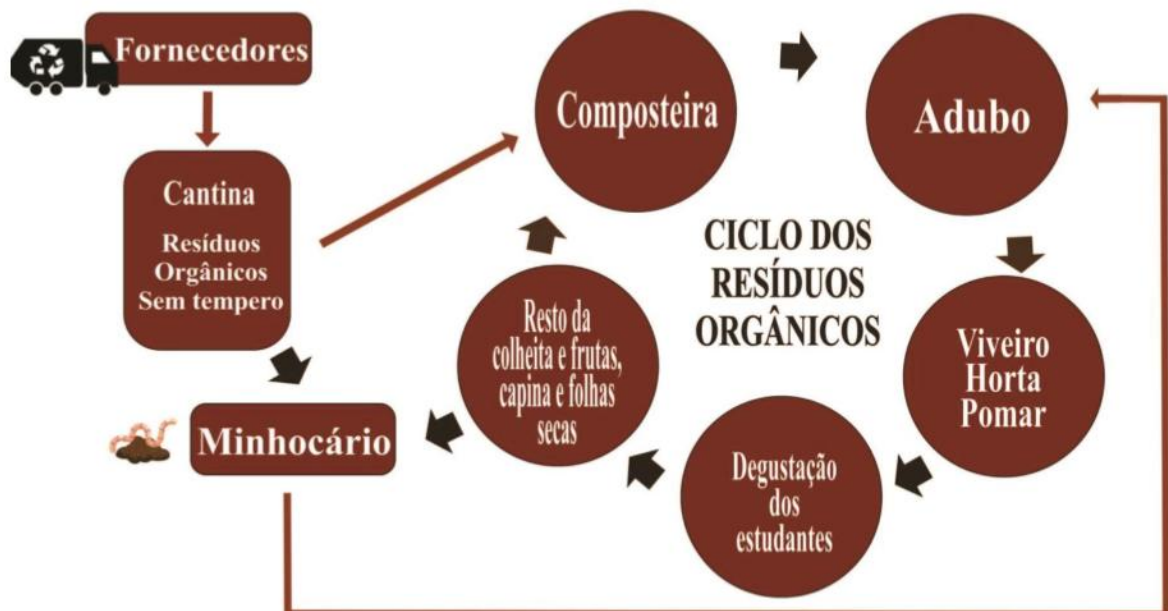 Fornecedores
Cantina
Resíduos
Orgânicos
Sem tempero
Minhocário
Composteira
Adubo
CICLO DOS
RESÍDUOS
ORGÂNICOS
Viveiro
Horta
Pomar
Degustação
dos
estudantes
Resto da
colheita e frutas,
capina e folhas
secas